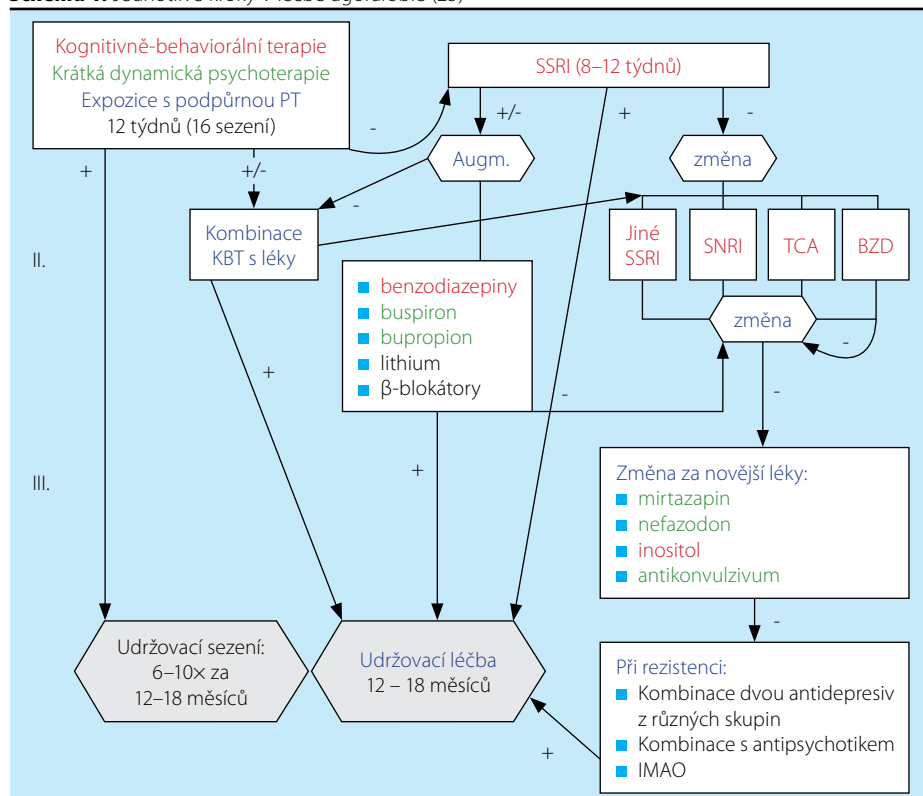 Kognitivně-behaviorální terapie
Krátká dynamická psychoterapie
Expozice s podpůrnou PT
12 týdnů (16 sezení)
SSRI (8–12 týdnů)
-
+/-
+
-
+
+/-
Augm.
změna
-
Kombinace
KBT s léky
Jiné
SSRI
SNRI
TCA
BZD
II.
benzodiazepiny
buspiron
bupropion
lithium
β-blokátory
změna
-
+
-
-
+
III.
Změna za novější léky:
mirtazapin
nefazodon
inositol
antikonvulzivum
-
Udržovací sezení:
6–10× za
12–18 měsíců
Udržovací léčba
12 – 18 měsíců
Při rezistenci:
Kombinace dvou antidepresiv
z různých skupin
Kombinace s antipsychotikem
IMAO
+